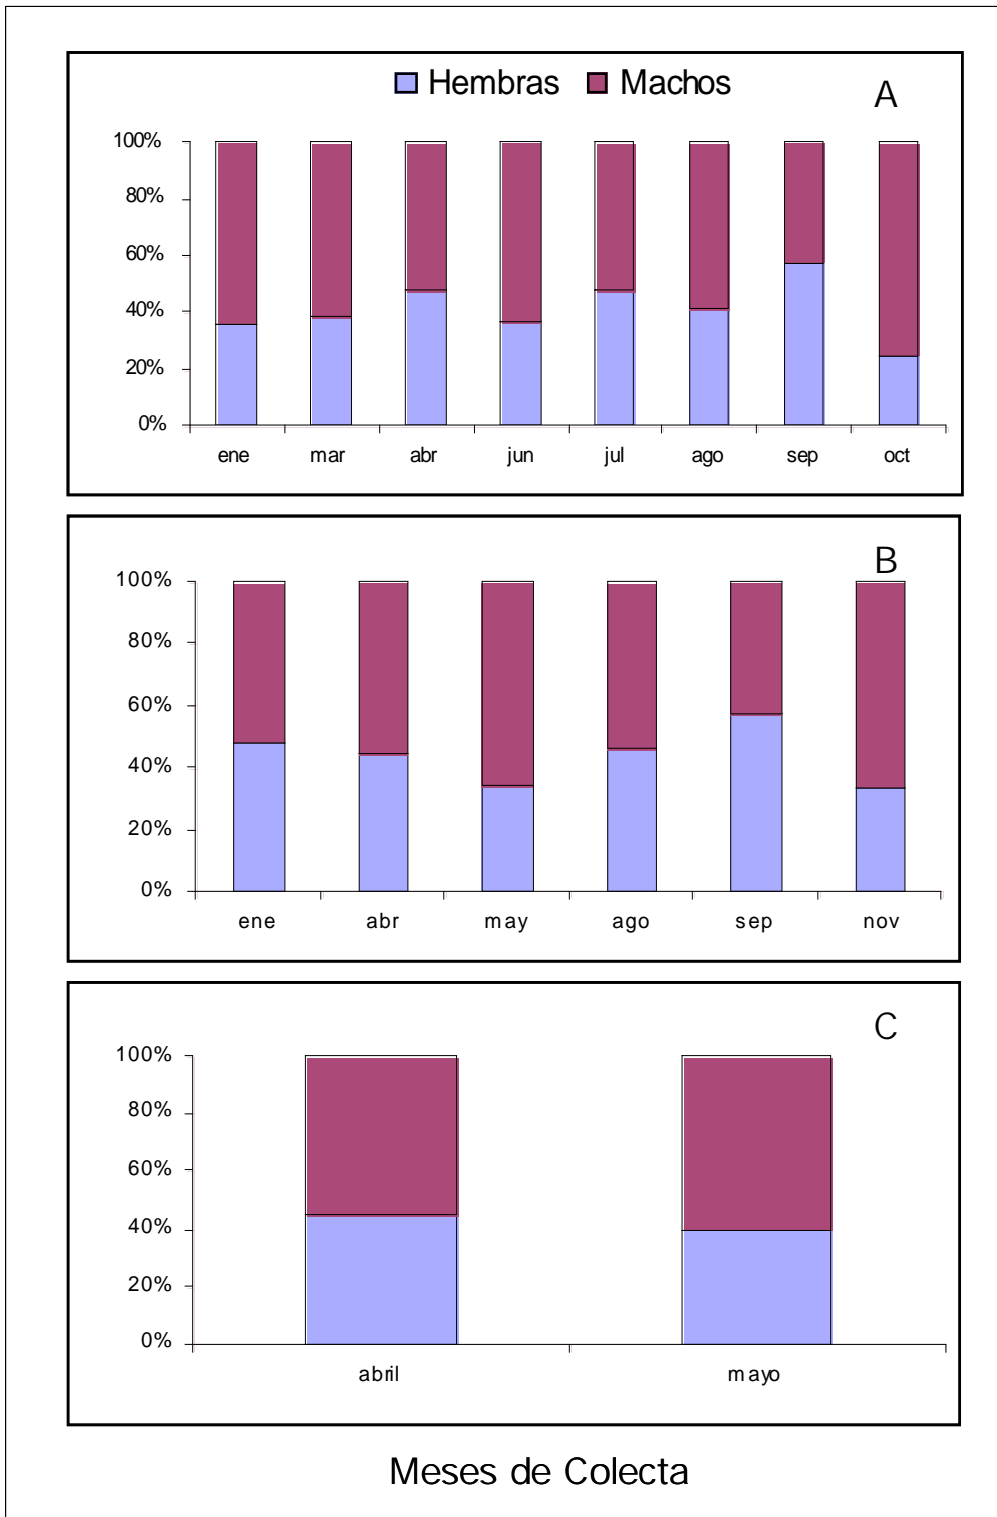 Hembras Machos
A
100%
80%
60%
40%
20%
0%
ene mar abr jun jul ago sep oct
B
100%
80%
60%
40%
20%
0%
ene abr may ago sep nov
C
100%
80%
60%
40%
20%
0%
abril mayo
Meses de Colecta